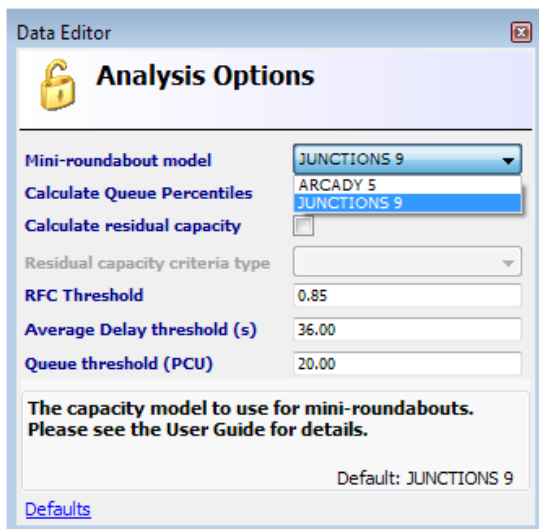 Data Editor
Analysis Options
Mini-roundabout model JUNCTIONS 9
ARCADY 5
Calculate Queue Percentiles JUNCTIONS 9
Calculate residual capacity
Residual capacity criteria type
RFC Threshold 0.85
Average Delay threshold (s) 36.00
Queue threshold (PCU) 20.00
The capacity model to use for mini-roundabouts.
Please see the User Guide for details.
Default: JUNCTIONS 9
Defaults